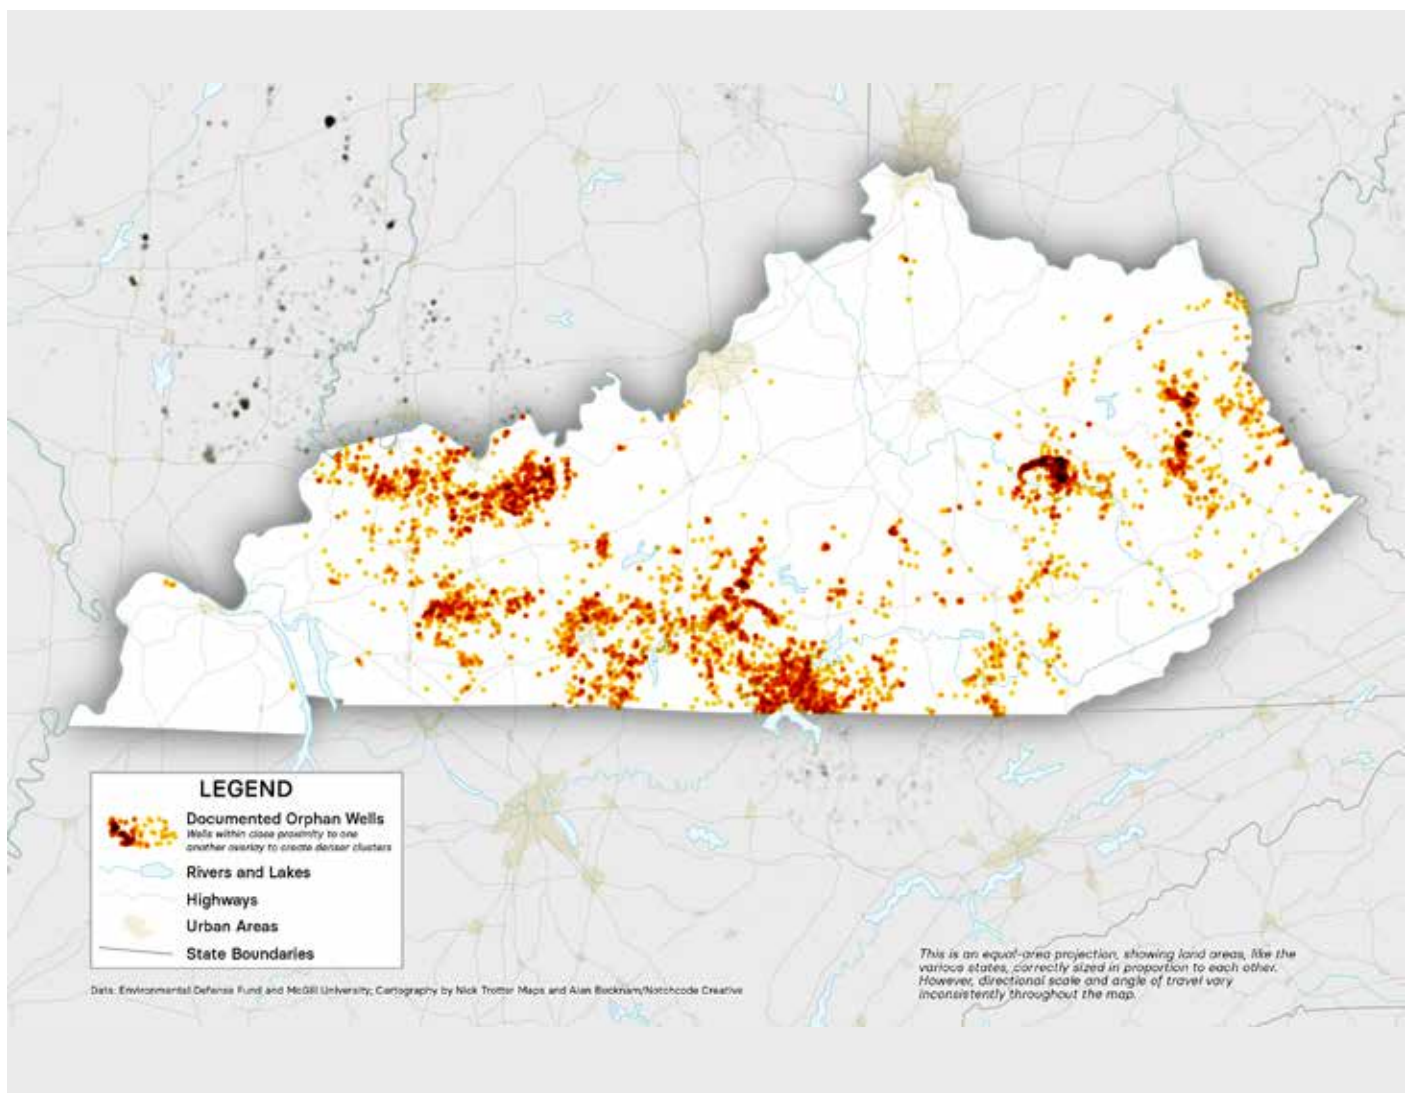 LEGEND
Documented Orphan Wells
Wells within close proximity to one
another overlay to create denser clusters
Rivers and Lakes
Highways
Urban Areas
State Boundaries
Data: Environmental Defense Fund and McGill University; Cartography by Nick Trotter Maps and Alan Bucknam/Notchcode Creative
This is an equal-area projection, showing land areas, like the
various states, correctly sized in proportion to each other.
However, directional scale and angle of travel vary
inconsistently throughout the map.